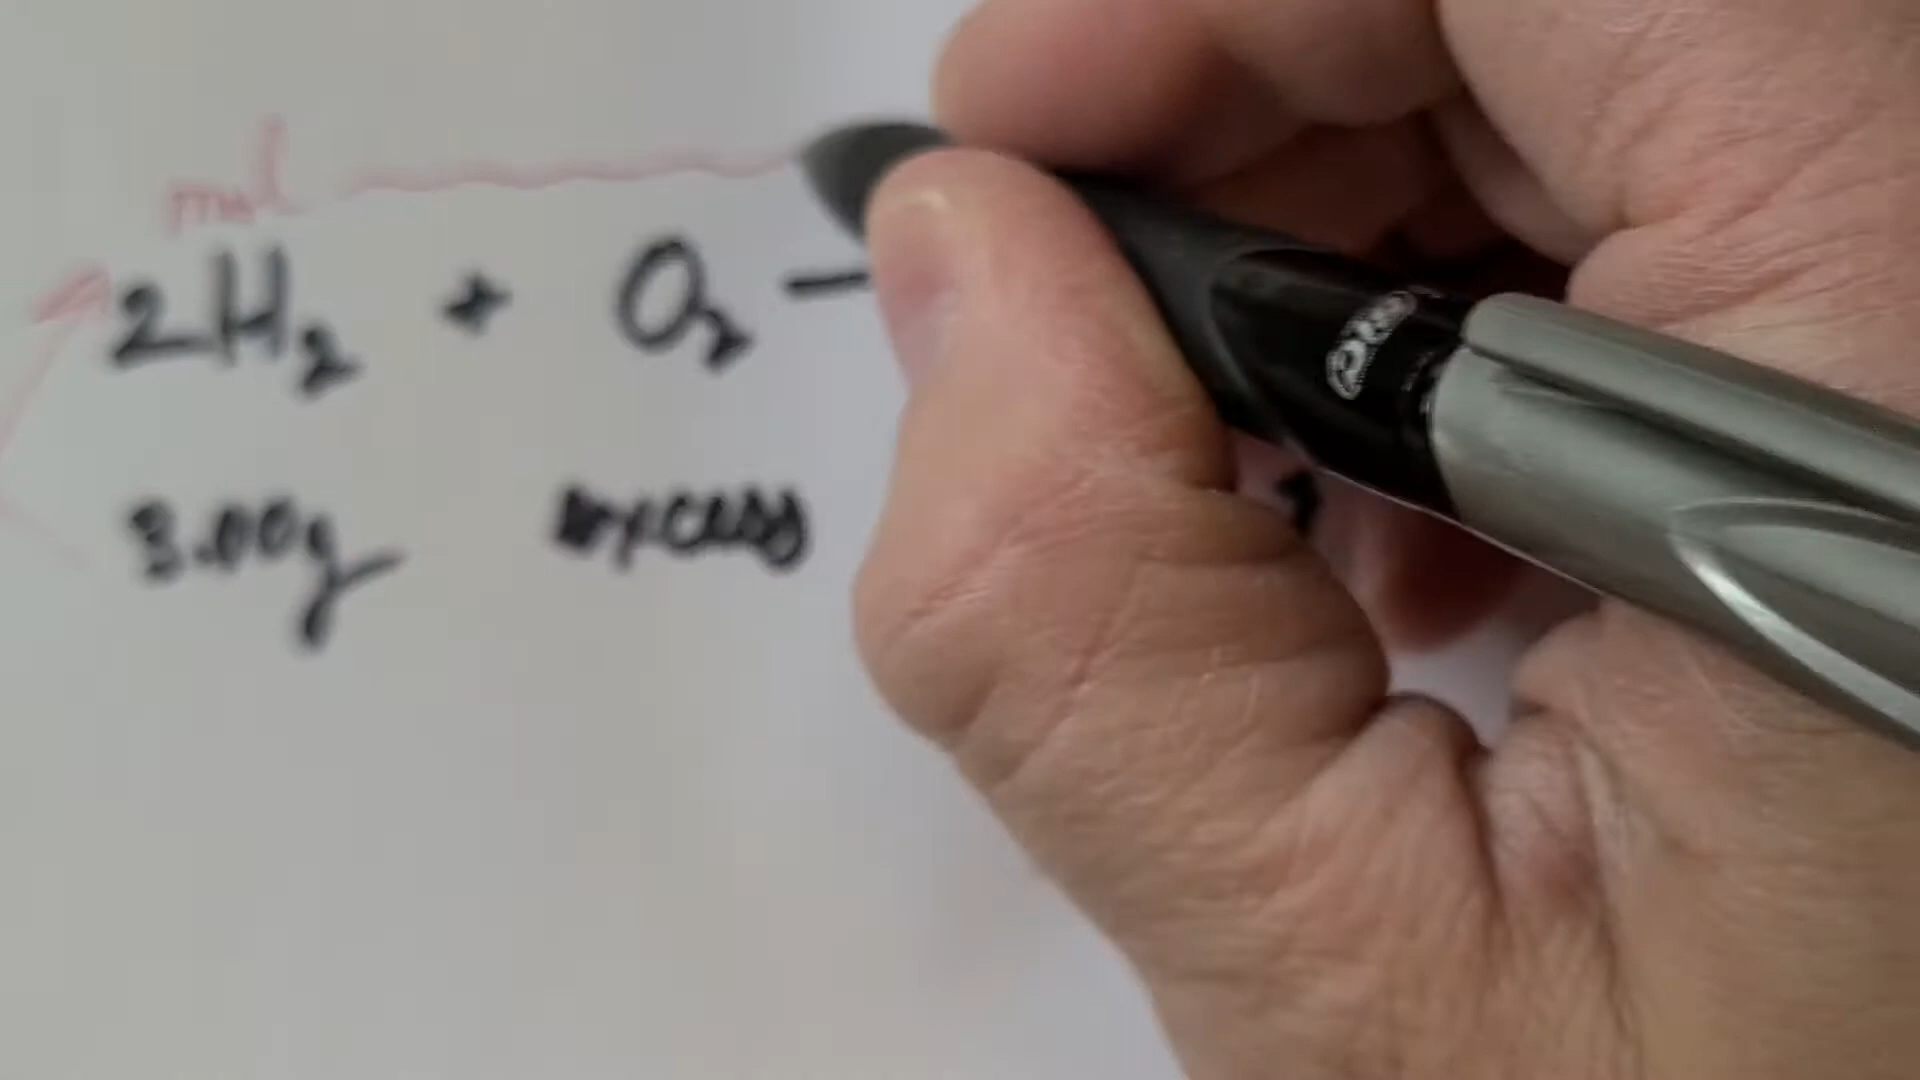 mol
2H₂ + O₂ —
3.00g excess